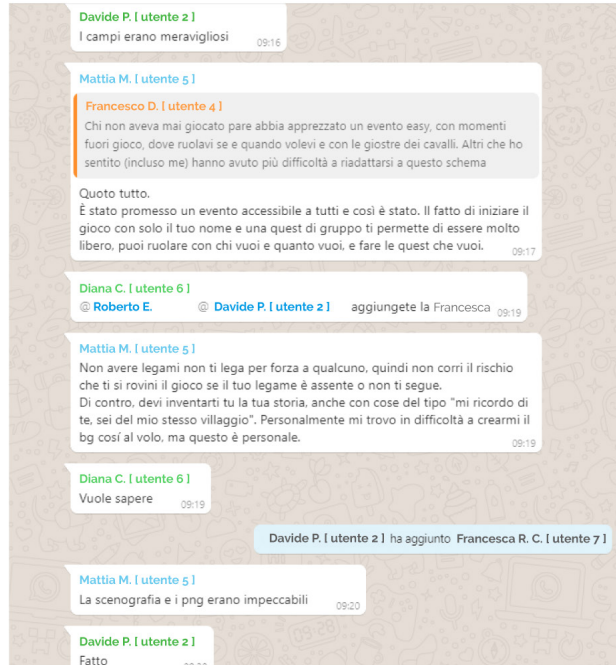 Davide P. [ utente 2 ]
I campi erano meravigliosi
09:16
Mattia M. [ utente 5 ]
Francesco D. [ utente 4 ]
Chi non aveva mai giocato pare abbia apprezzato un evento easy, con momenti
fuori gioco, dove ruolavi se e quando volevi e con le giostre dei cavalli. Altri che ho
sentito (incluso me) hanno avuto più difficoltà a riadattarsi a questo schema
Quoto tutto.
È stato promesso un evento accessibile a tutti e così è stato. Il fatto di iniziare il
gioco con solo il tuo nome e una quest di gruppo ti permette di essere molto
libero, puoi ruolare con chi vuoi e quanto vuoi, e fare le quest che vuoi.
09:17
Diana C. [ utente 6 ]
@ Roberto E. @ Davide P. [ utente 2 ] aggiungete la Francesca 09:19
Mattia M. [ utente 5 ]
Non avere legami non ti lega per forza a qualcuno, quindi non corri il rischio
che ti si rovini il gioco se il tuo legame è assente o non ti segue.
Di contro, devi inventarti tu la tua storia, anche con cose del tipo "mi ricordo di
te, sei del mio stesso villaggio". Personalmente mi trovo in difficoltà a crearmi il
bg cosí al volo, ma questo è personale.
09:19
Diana C. [ utente 6 ]
Vuole sapere
09:19
Davide P. [ utente 2 ] ha aggiunto Francesca R. C. [ utente 7 ]
Mattia M. [ utente 5 ]
La scenografia e i png erano impeccabili
09:20
Davide P. [ utente 2 ]
Fatto